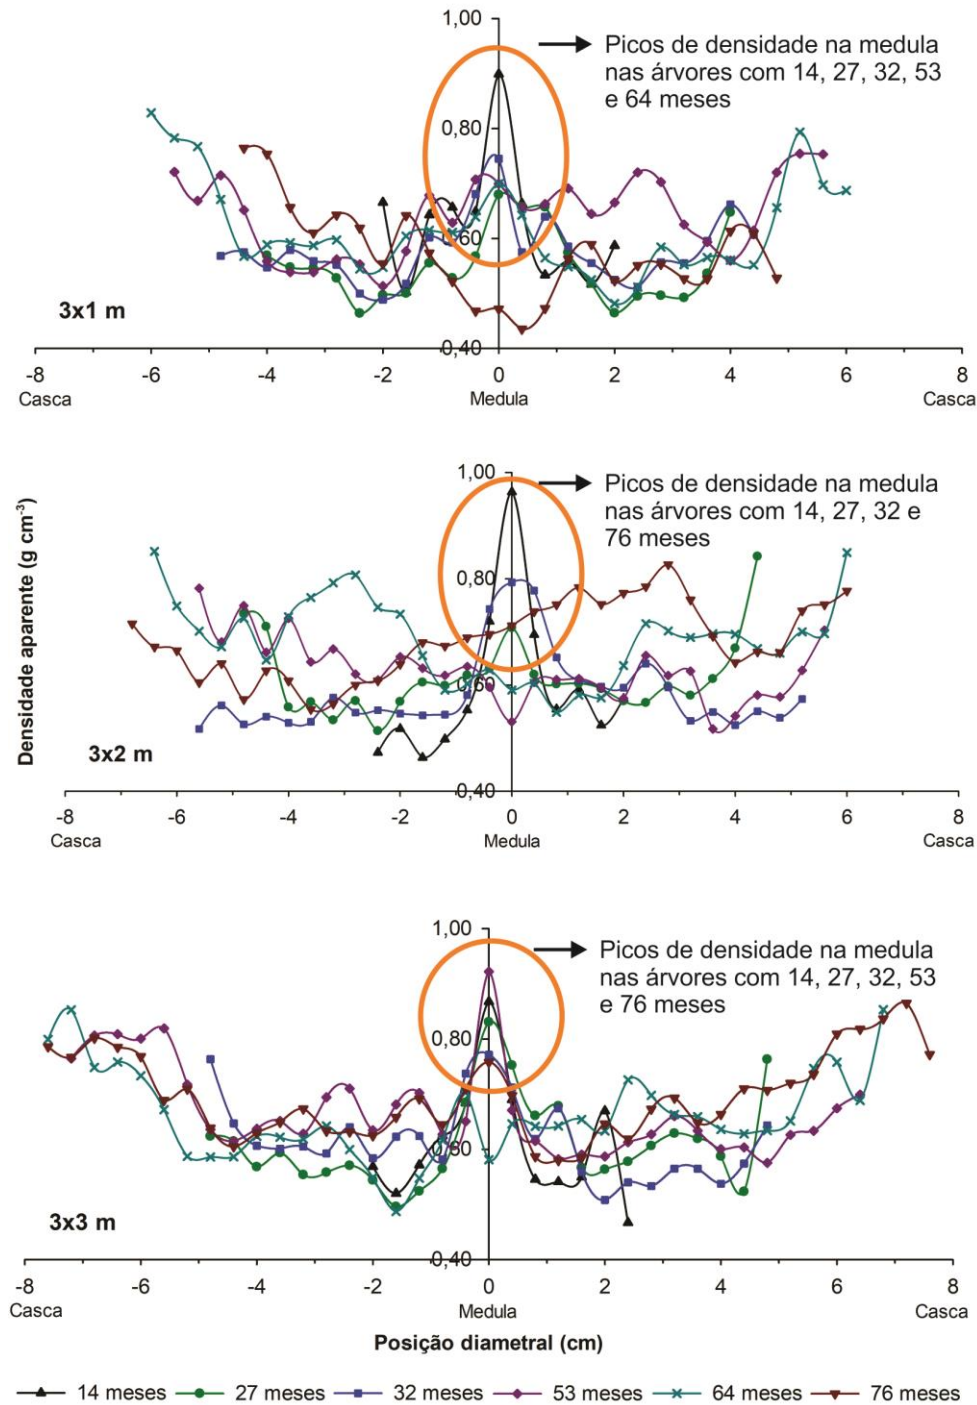 1,00
Picos de densidade na medula
nas árvores com 14, 27, 32, 53
e 64 meses
0,80
0,60
3x1 m
0,40
-8 -6 -4 -2 0 2 4 6 8
Casca Medula Casca
1,00
Picos de densidade na medula
nas árvores com 14, 27, 32 e
76 meses
0,80
Densidade aparente (g cm⁻³)
0,60
3x2 m
0,40
-8 -6 -4 -2 0 2 4 6 8
Casca Medula Casca
1,00
Picos de densidade na medula
nas árvores com 14, 27, 32, 53
e 76 meses
0,80
0,60
3x3 m
0,40
-8 -6 -4 -2 0 2 4 6 8
Casca Medula Casca
Posição diametral (cm)
14 meses 27 meses 32 meses 53 meses 64 meses 76 meses